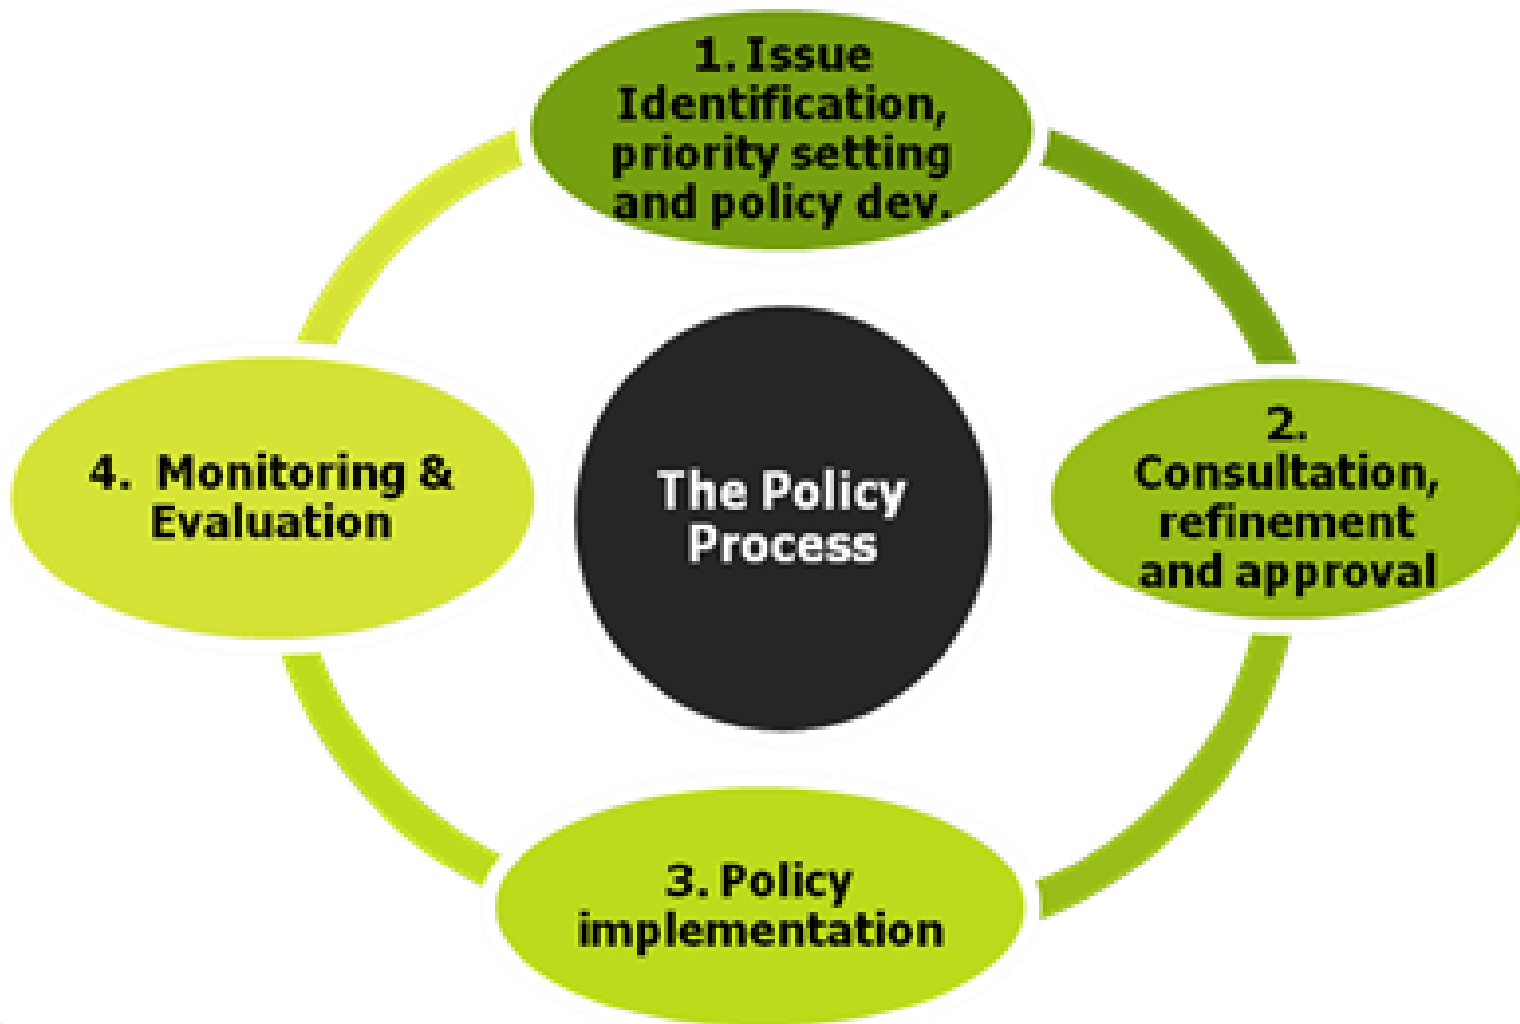 1. Issue
Identification,
priority setting
and policy dev.
2.
Consultation,
refinement
and approval
The Policy
Process
4.  Monitoring &
Evaluation
3. Policy
implementation